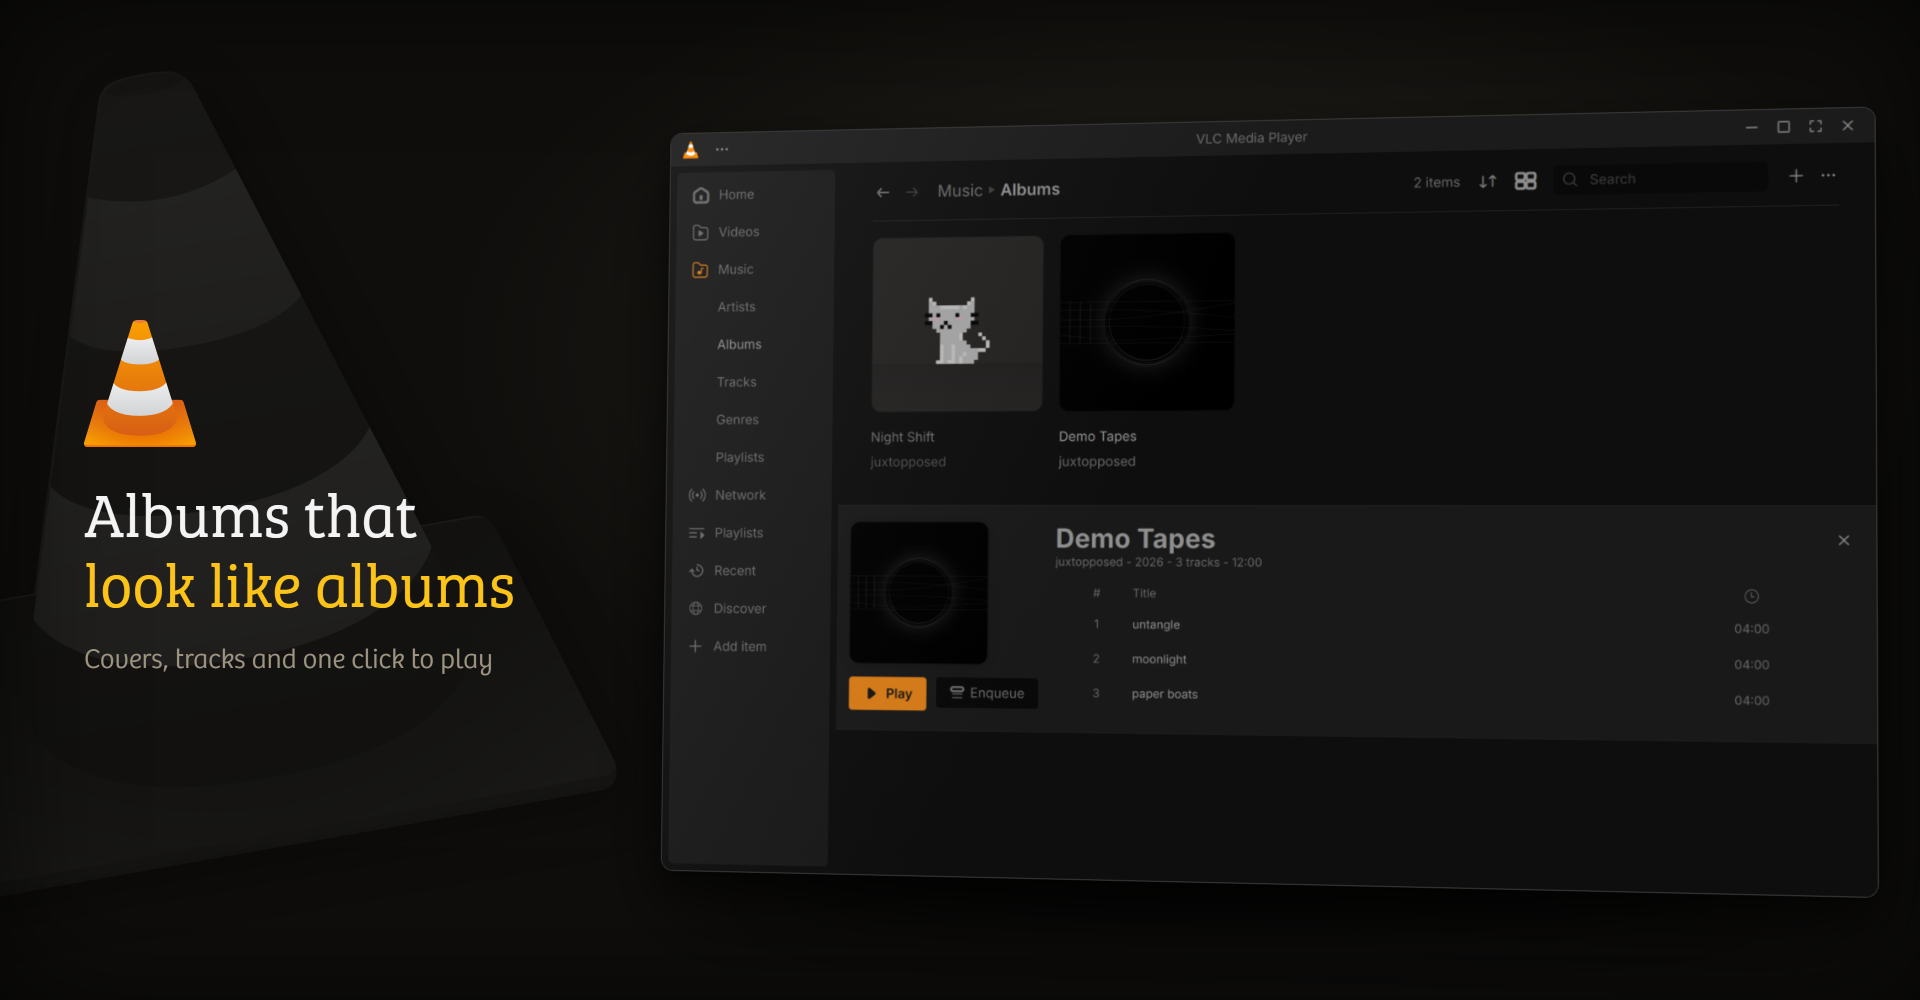 Albums that
look like albums
Covers, tracks and one click to play
VLC Media Player
Home
Videos
Music
Artists
Albums
Tracks
Genres
Playlists
Network
Playlists
Recent
Discover
Add item
Music ▸ Albums
2 items
Search
Night Shift
juxtopposed
Demo Tapes
juxtopposed
Demo Tapes
juxtopposed - 2026 - 3 tracks - 12:00
# Title
1 untangle 04:00
2 moonlight 04:00
3 paper boats 04:00
Play
Enqueue